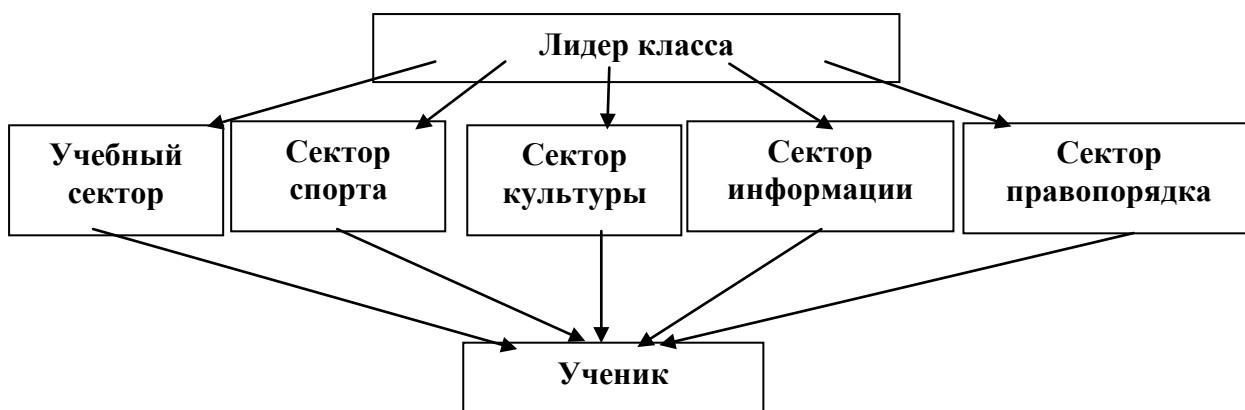 Лидер класса
Учебный
сектор
Сектор
спорта
Сектор
культуры
Сектор
информации
Сектор
правопорядка
Ученик